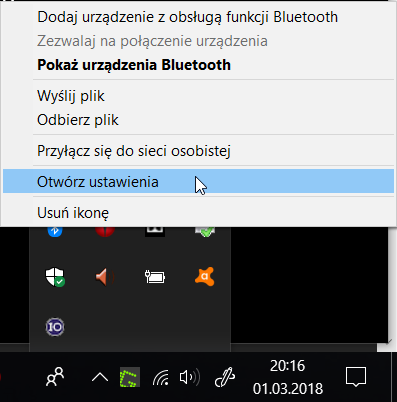 Dodaj urządzenie z obsługą funkcji Bluetooth
Zezwalaj na połączenie urządzenia
Pokaż urządzenia Bluetooth
Wyślij plik
Odbierz plik
Przyłącz się do sieci osobistej
Otwórz ustawienia
Usuń ikonę
IO
20:16
01.03.2018